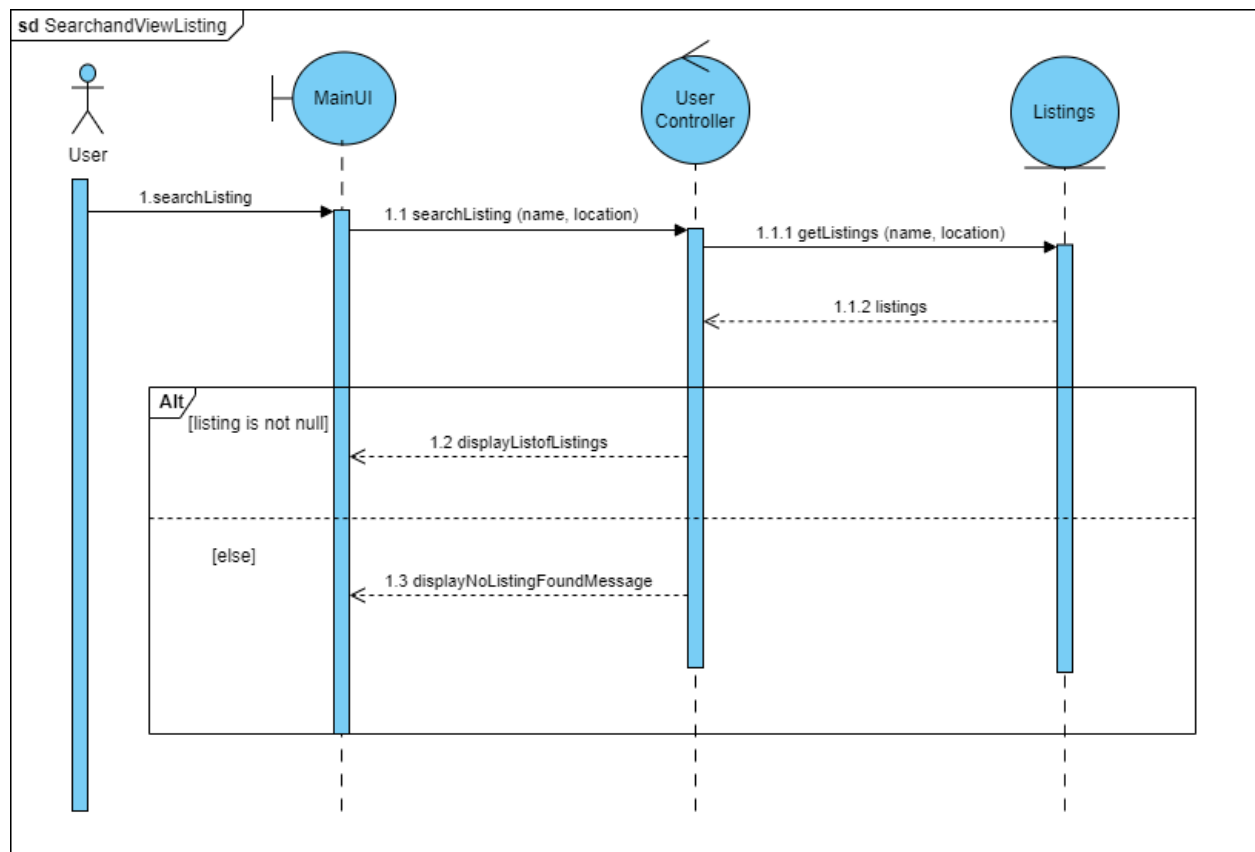 sd SearchandViewListing
User
MainUI
User
Controller
Listings
1.searchListing
1.1 searchListing (name, location)
1.1.1 getListings (name, location)
1.1.2 listings
Alt
[listing is not null]
1.2 displayListofListings
[else]
1.3 displayNoListingFoundMessage